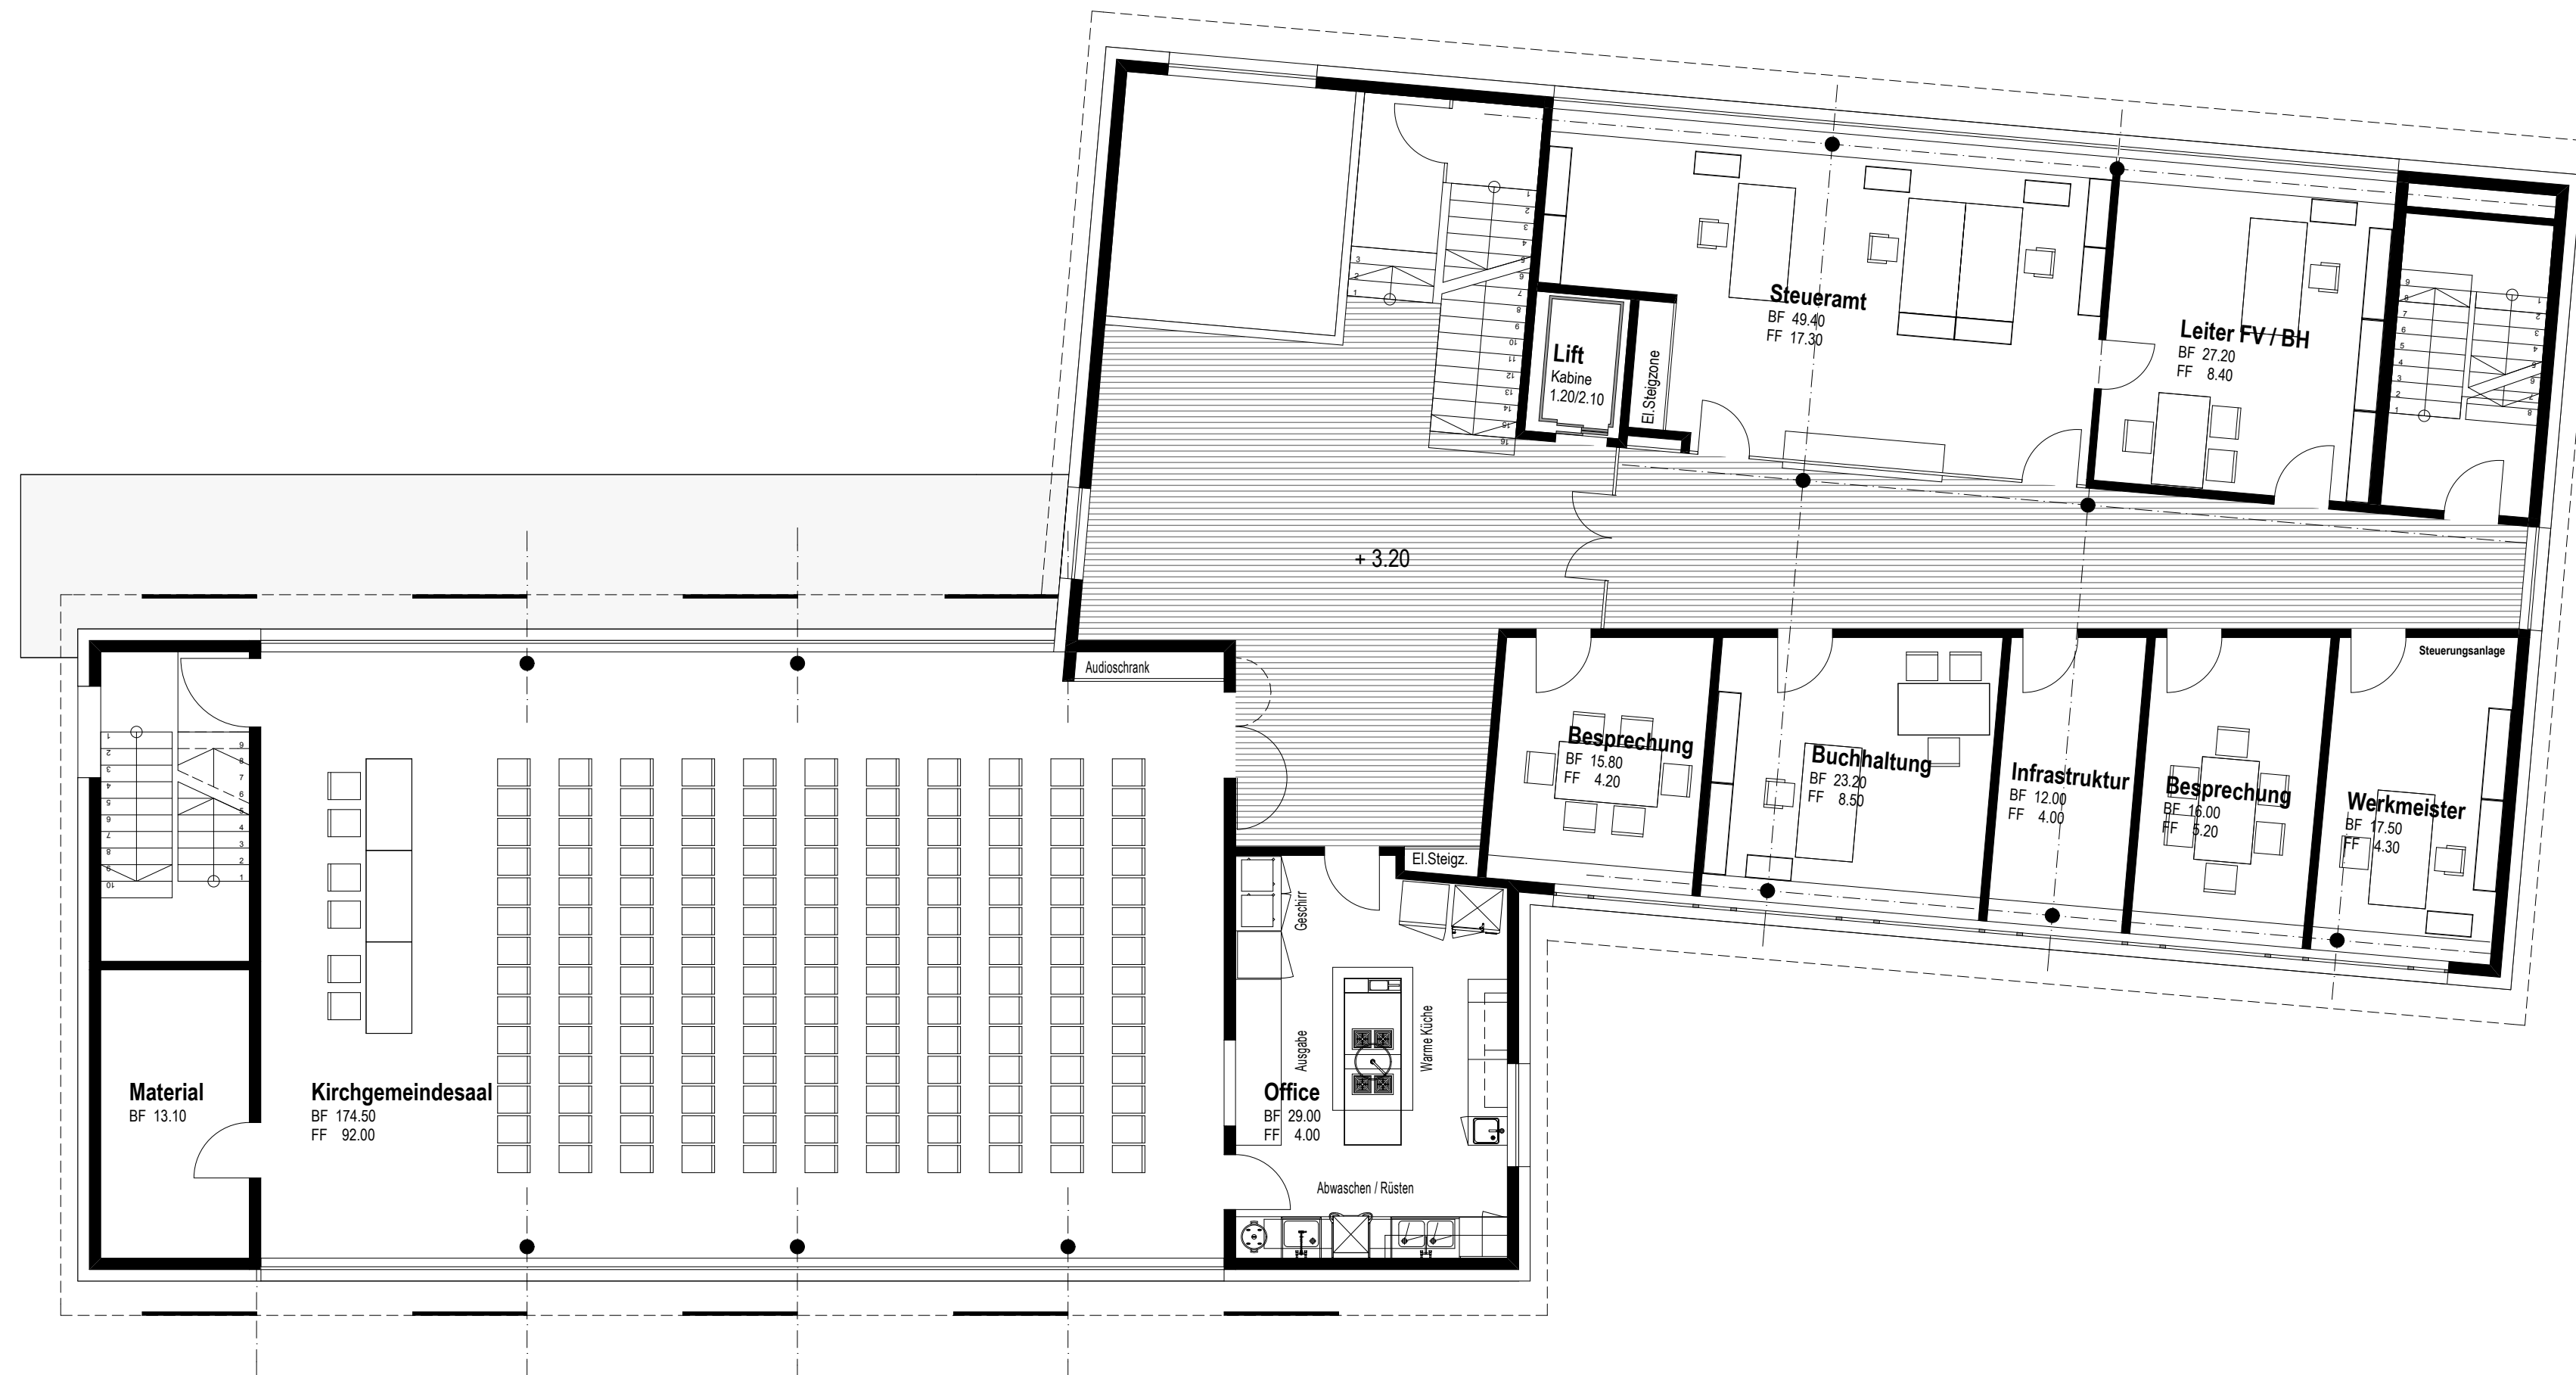 Steueramt
BF 49.40
FF 17.30
Leiter FV / BH
BF 27.20
FF 8.40
Lift
Kabine
1.20/2.10
El.Steigzone
+ 3.20
Audioschrank
Steuerungsanlage
Besprechung
BF 15.80
FF 4.20
Buchhaltung
BF 23.20
FF 8.50
Infrastruktur
BF 12.00
FF 4.00
Besprechung
BF 16.00
FF 5.20
Werkmeister
BF 17.50
FF 4.30
El.Steigz.
Geschirr
Ausgabe
Warme Küche
Material
BF 13.10
Kirchgemeindesaal
BF 174.50
FF 92.00
Office
BF 29.00
FF 4.00
Abwaschen / Rüsten